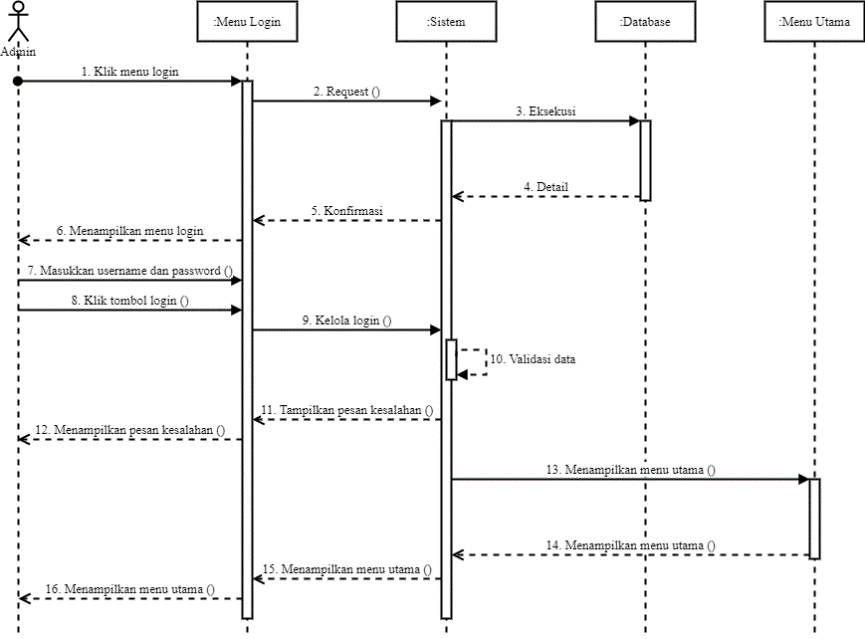 :Menu Login
:Sistem
:Database
:Menu Utama
Admin
1. Klik menu login
2. Request ()
3. Eksekusi
4. Detail
5. Konfirmasi
6. Menampilkan menu login
7. Masukkan username dan password ()
8. Klik tombol login ()
9. Kelola login ()
10. Validasi data
11. Tampilkan pesan kesalahan ()
12. Menampilkan pesan kesalahan ()
13. Menampilkan menu utama ()
14. Menampilkan menu utama ()
15. Menampilkan menu utama ()
16. Menampilkan menu utama ()